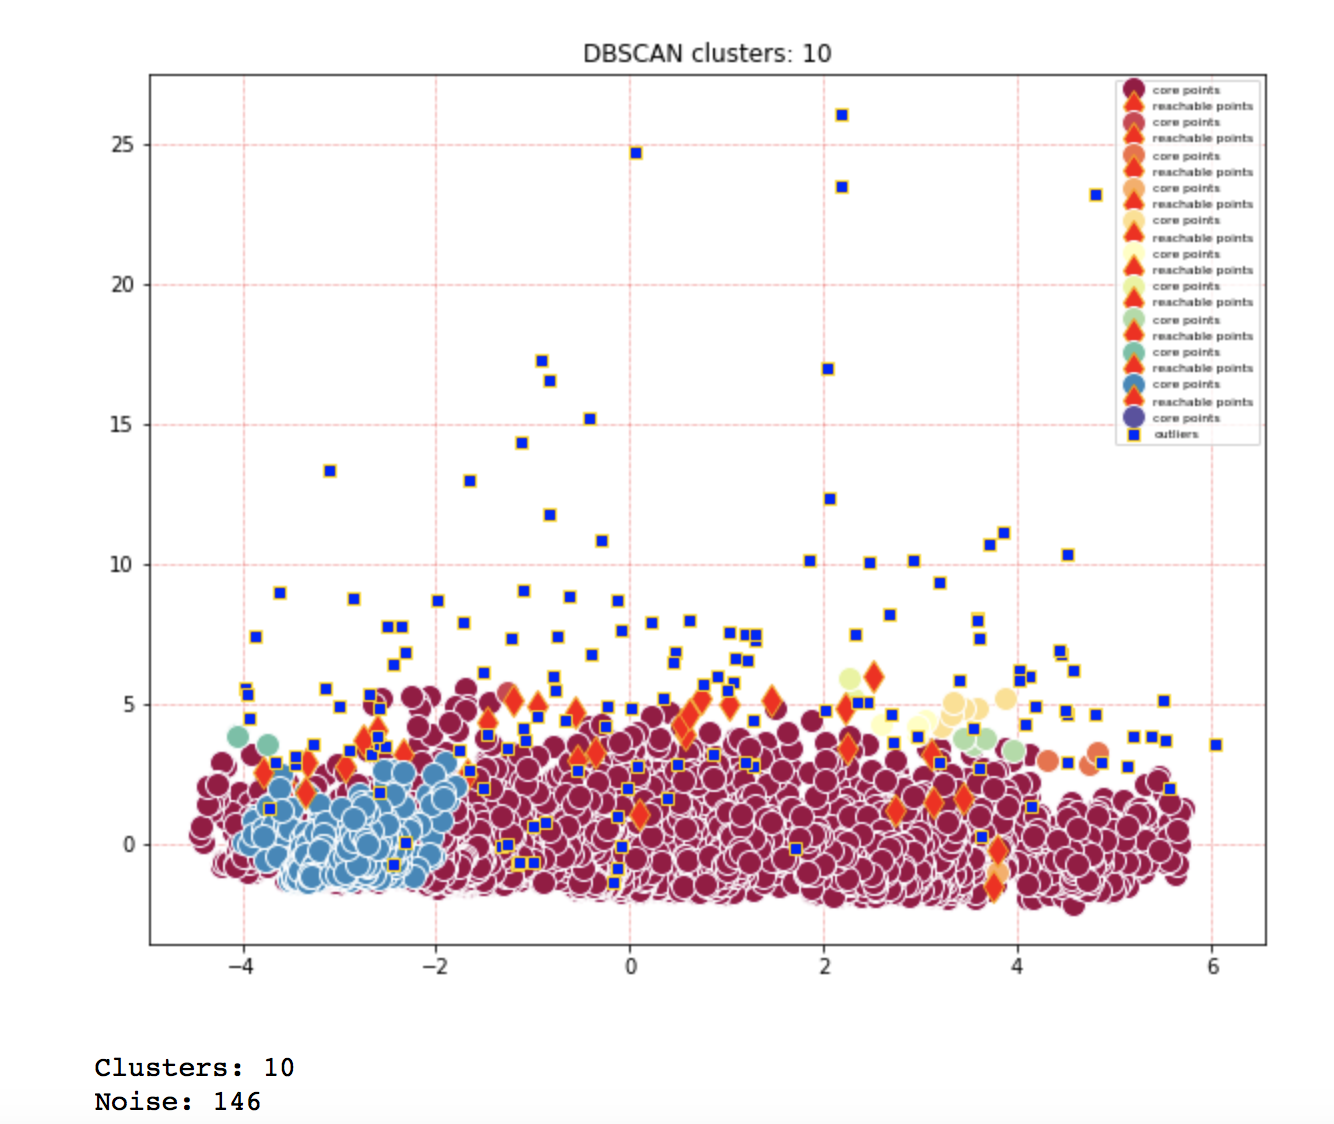 DBSCAN clusters: 10
25
20
15
10
5
0
−4 −2 0 2 4 6
core points
reachable points
core points
reachable points
core points
reachable points
core points
reachable points
core points
reachable points
core points
reachable points
core points
reachable points
core points
reachable points
core points
reachable points
core points
reachable points
core points
outliers
Clusters: 10
Noise: 146